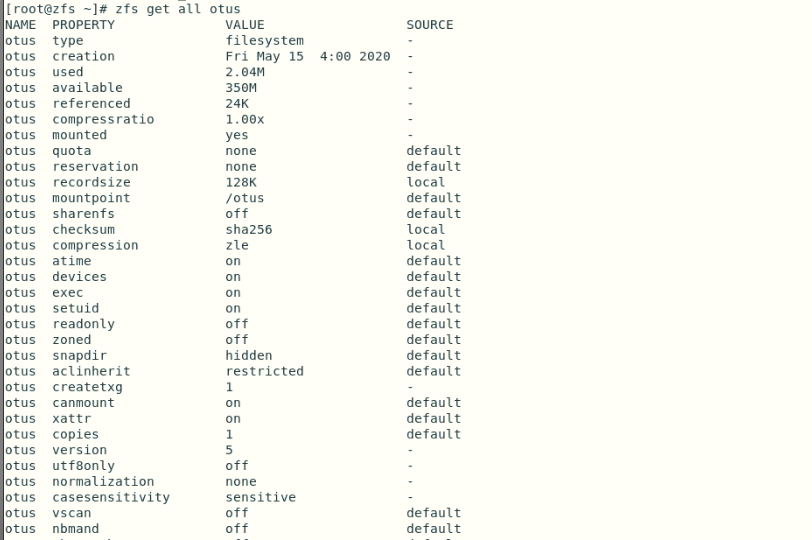 [root@zfs ~]# zfs get all otus
NAME  PROPERTY              VALUE                  SOURCE
otus  type                  filesystem             -
otus  creation              Fri May 15  4:00 2020  -
otus  used                  2.04M                  -
otus  available             350M                   -
otus  referenced            24K                    -
otus  compressratio         1.00x                  -
otus  mounted               yes                    -
otus  quota                 none                   default
otus  reservation           none                   default
otus  recordsize            128K                   local
otus  mountpoint            /otus                  default
otus  sharenfs              off                    default
otus  checksum              sha256                 local
otus  compression           zle                    local
otus  atime                 on                     default
otus  devices               on                     default
otus  exec                  on                     default
otus  setuid                on                     default
otus  readonly              off                    default
otus  zoned                 off                    default
otus  snapdir               hidden                 default
otus  aclinherit            restricted             default
otus  createtxg             1                      -
otus  canmount              on                     default
otus  xattr                 on                     default
otus  copies                1                      default
otus  version               5                      -
otus  utf8only              off                    -
otus  normalization         none                   -
otus  casesensitivity       sensitive              -
otus  vscan                 off                    default
otus  nbmand                off                    default